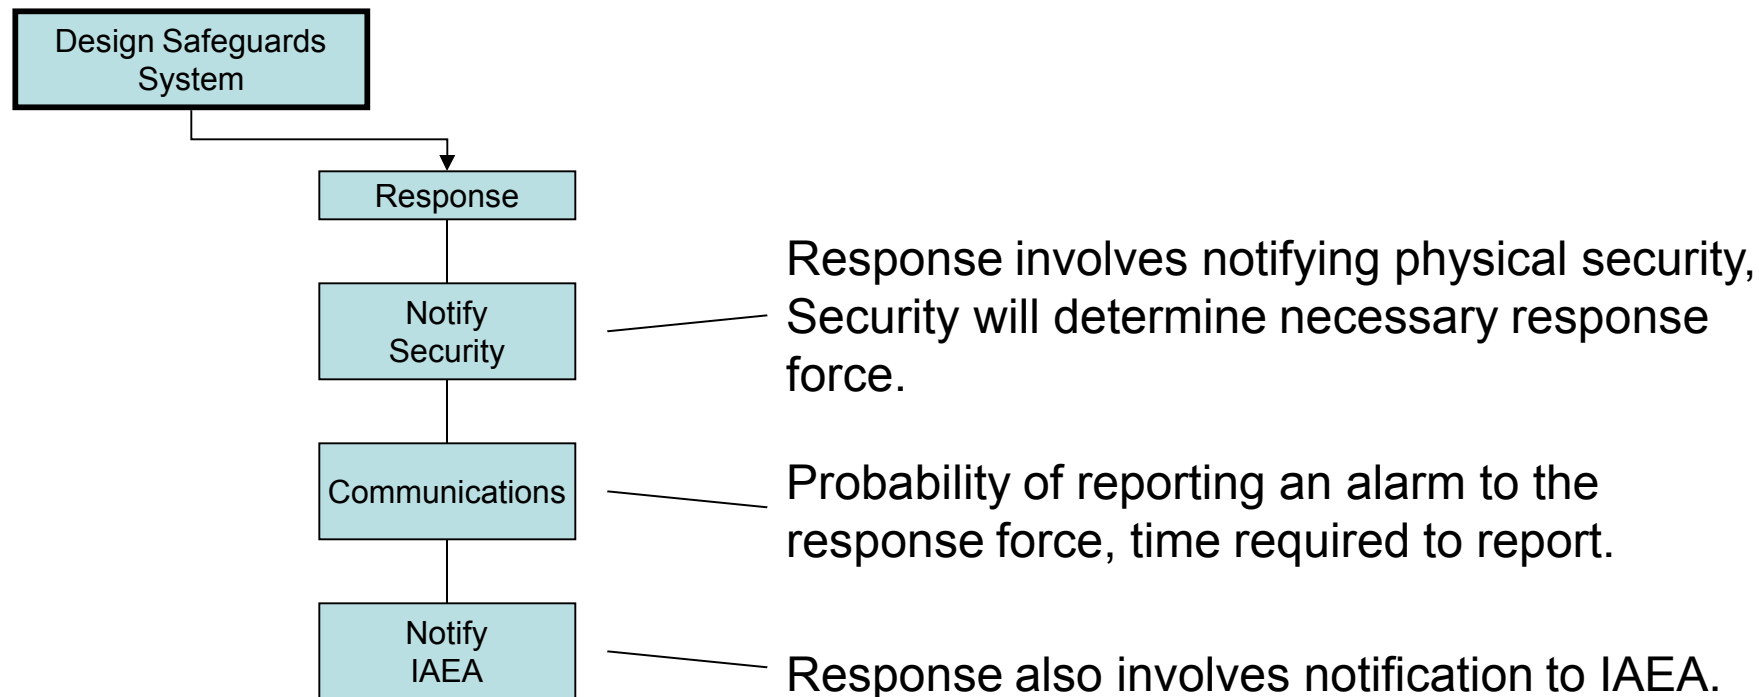 Design Safeguards
System
Response
Notify
Security
Response involves notifying physical security,
Security will determine necessary response
force.
Communications
Probability of reporting an alarm to the
response force, time required to report.
Notify
IAEA
Response also involves notification to IAEA.